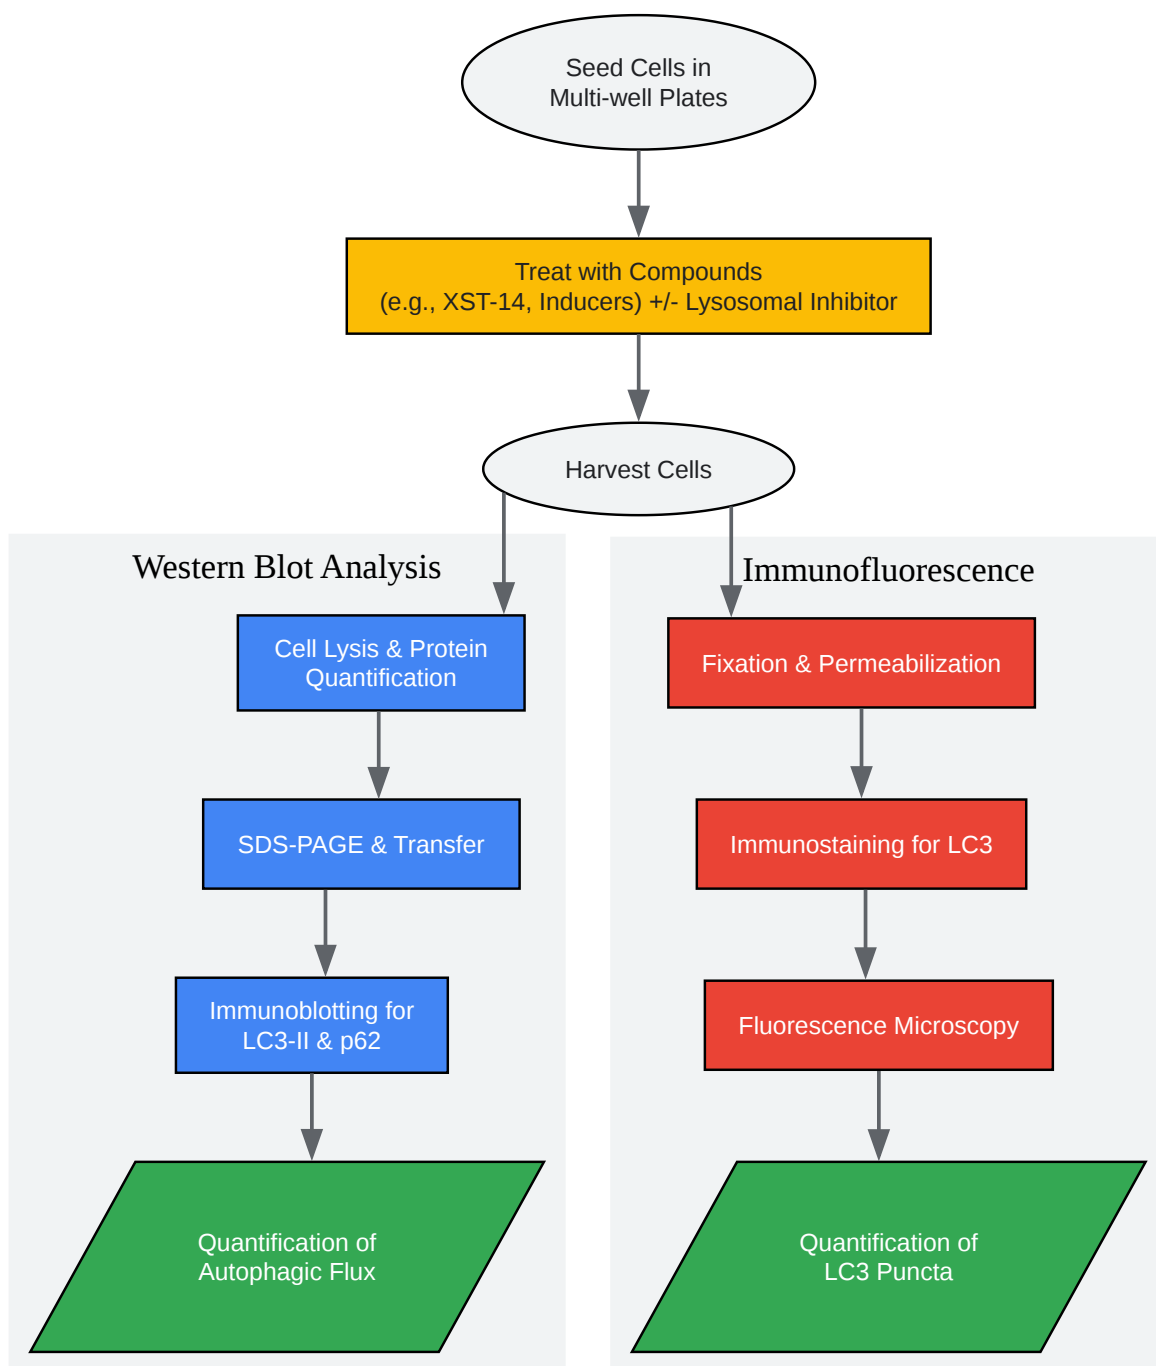 Seed Cells in
Multi-well Plates
Treat with Compounds
(e.g., XST-14, Inducers) +/- Lysosomal Inhibitor
Harvest Cells
Western Blot Analysis
Cell Lysis & Protein
Quantification
SDS-PAGE & Transfer
Immunoblotting for
LC3-II & p62
Quantification of
Autophagic Flux
Immunofluorescence
Fixation & Permeabilization
Immunostaining for LC3
Fluorescence Microscopy
Quantification of
LC3 Puncta